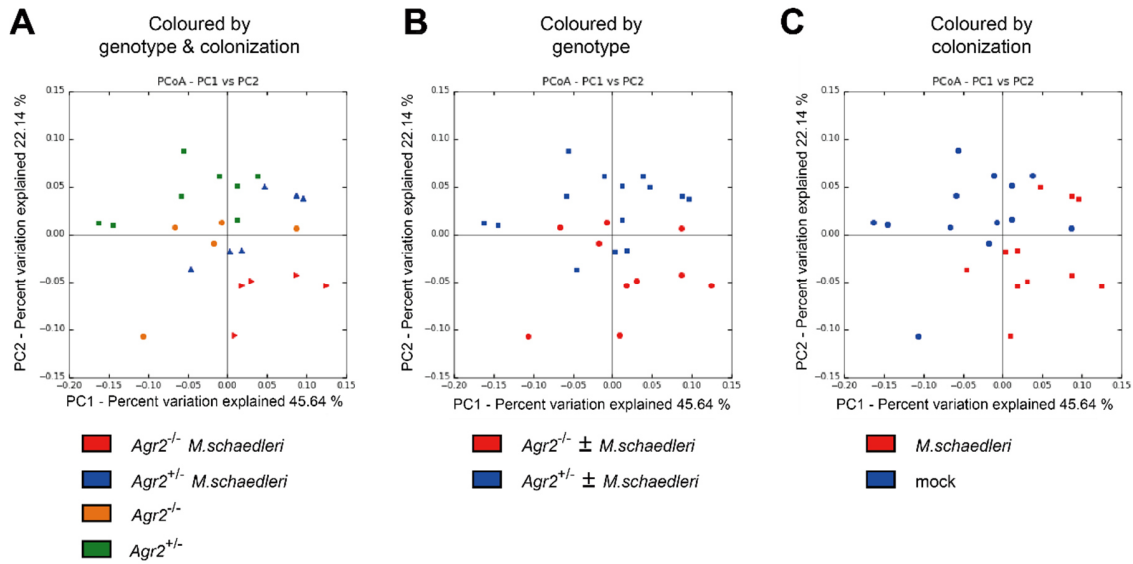 A
Coloured by
genotype & colonization
PCoA - PC1 vs PC2
PC2 - Percent variation explained 22.14 %
0.15
0.10
0.05
0.00
−0.05
−0.10
−0.15
−0.20 −0.15 −0.10 −0.05 0.00 0.05 0.10 0.15
PC1 - Percent variation explained 45.64 %
Agr2-/- M.schaedleri
Agr2+/- M.schaedleri
Agr2-/-
Agr2+/-
B
Coloured by
genotype
PCoA - PC1 vs PC2
PC2 - Percent variation explained 22.14 %
0.15
0.10
0.05
0.00
−0.05
−0.10
−0.15
−0.20 −0.15 −0.10 −0.05 0.00 0.05 0.10 0.15
PC1 - Percent variation explained 45.64 %
Agr2-/- ± M.schaedleri
Agr2+/- ± M.schaedleri
C
Coloured by
colonization
PCoA - PC1 vs PC2
PC2 - Percent variation explained 22.14 %
0.15
0.10
0.05
0.00
−0.05
−0.10
−0.15
−0.20 −0.15 −0.10 −0.05 0.00 0.05 0.10 0.15
PC1 - Percent variation explained 45.64 %
M.schaedleri
mock